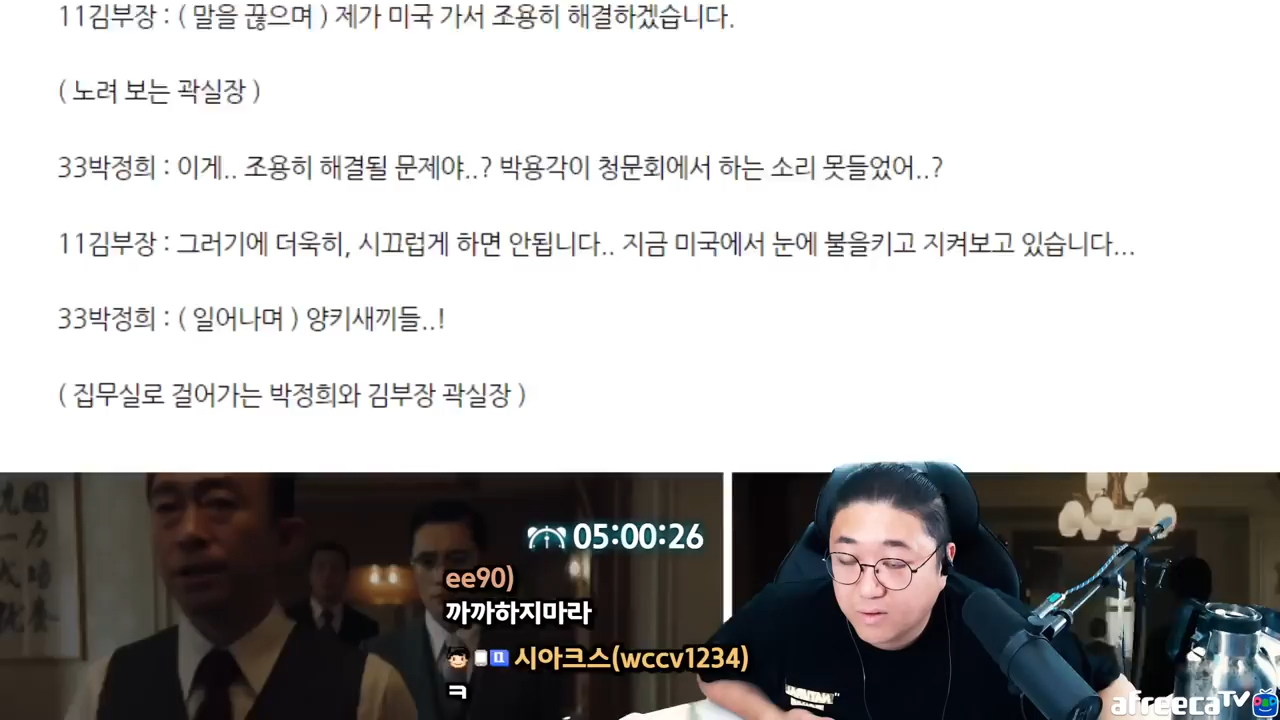 11김부장 : ( 말을 끊으며 ) 제가 미국 가서 조용히 해결하겠습니다.
( 노려 보는 곽실장 )
33박정희 : 이게.. 조용히 해결될 문제야..? 박용각이 청문회에서 하는 소리 못들었어..?
11김부장 : 그러기에 더욱히, 시끄럽게 하면 안됩니다.. 지금 미국에서 눈에 불을키고 지켜보고 있습니다...
33박정희 : ( 일어나며 ) 양키새끼들..!
( 집무실로 걸어가는 박정희와 김부장 곽실장 )
05:00:26
ee90)
까까하지마라
시아크스(wccv1234)
ㅋ
afreecaTV